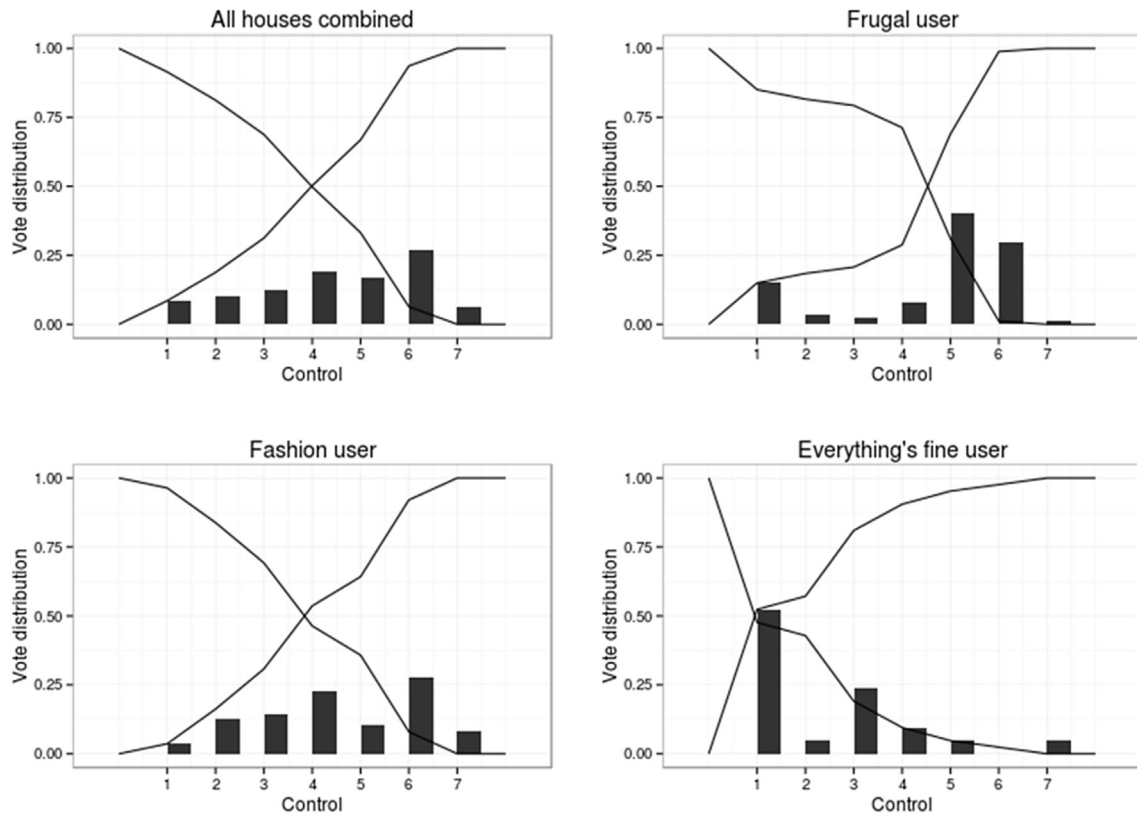 All houses combined
Vote distribution
1.00
0.75
0.50
0.25
0.00
1 2 3 4 5 6 7
Control
Frugal user
Vote distribution
1.00
0.75
0.50
0.25
0.00
1 2 3 4 5 6 7
Control
Fashion user
Vote distribution
1.00
0.75
0.50
0.25
0.00
1 2 3 4 5 6 7
Control
Everything's fine user
Vote distribution
1.00
0.75
0.50
0.25
0.00
1 2 3 4 5 6 7
Control